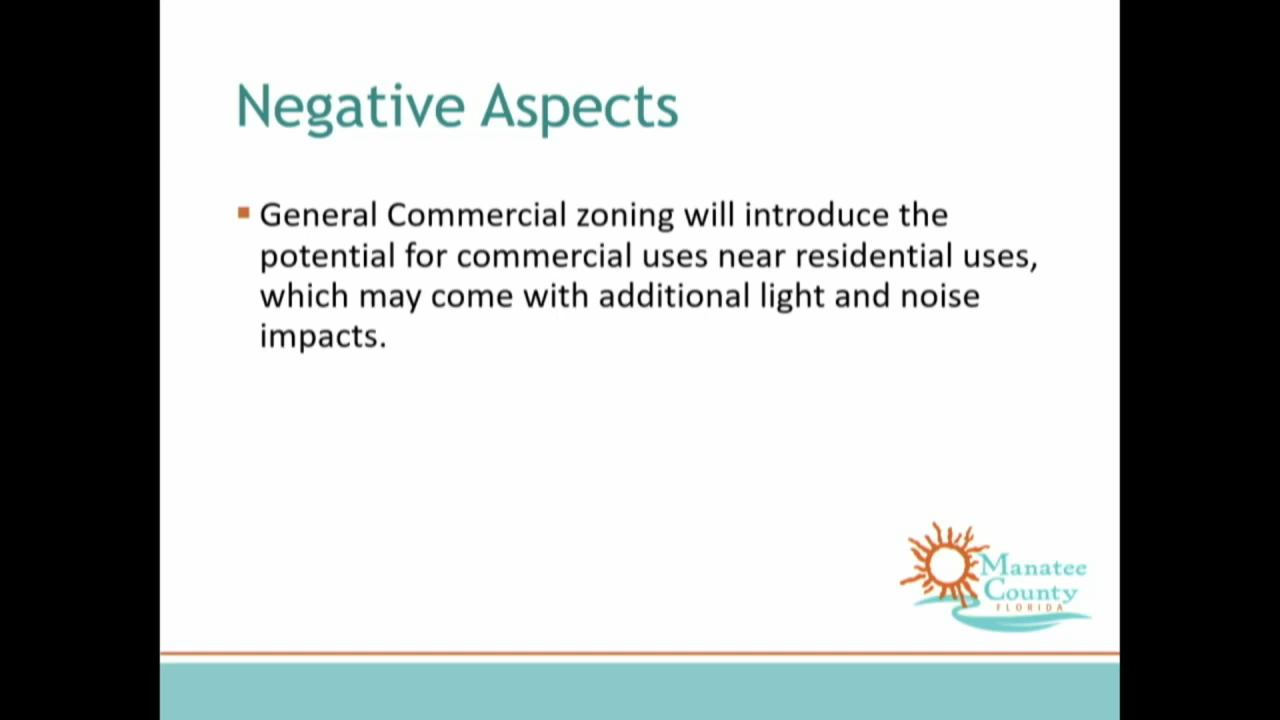 Negative Aspects
General Commercial zoning will introduce the
potential for commercial uses near residential uses,
which may come with additional light and noise
impacts.
Manatee
County
FLORIDA